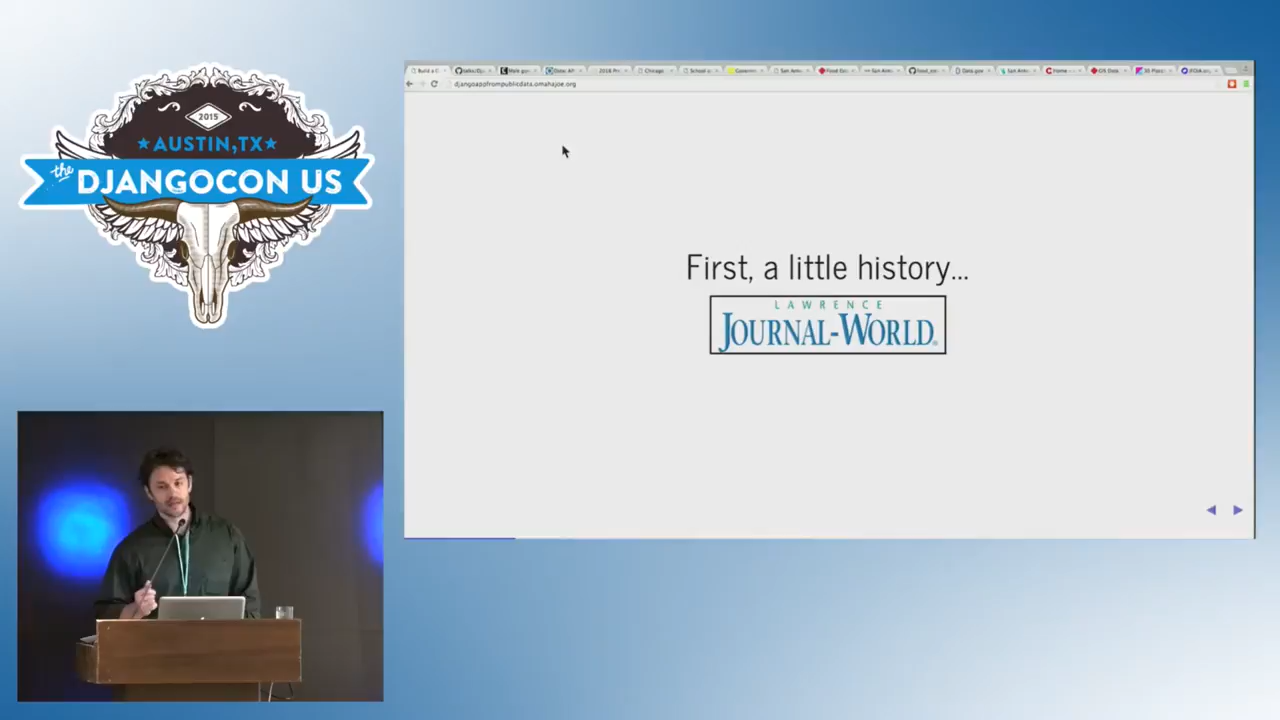 2015
AUSTIN, TX
the
DJANGOCON US
djangoappfrompublicdata.omahajoe.org
First, a little history...
LAWRENCE
JOURNAL-WORLD